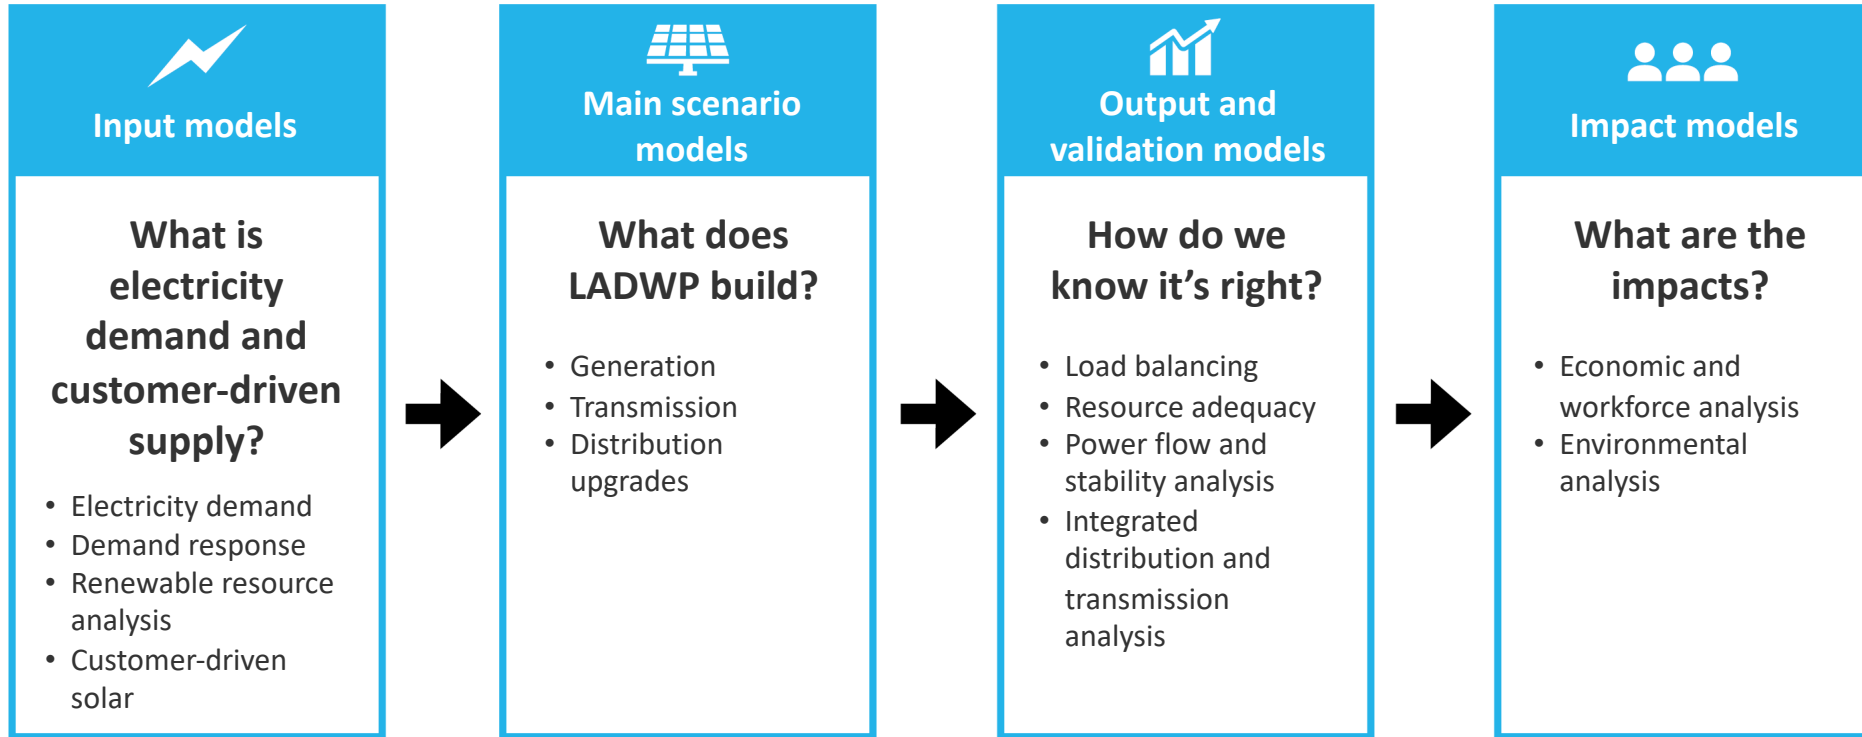 Input models
What is
electricity
demand and
customer-driven
supply?
• Electricity demand
• Demand response
• Renewable resource
analysis
• Customer-driven
solar
Main scenario
models
What does
LADWP build?
• Generation
• Transmission
• Distribution
upgrades
Output and
validation models
How do we
know it’s right?
• Load balancing
• Resource adequacy
• Power flow and
stability analysis
• Integrated
distribution and
transmission
analysis
Impact models
What are the
impacts?
• Economic and
workforce analysis
• Environmental
analysis